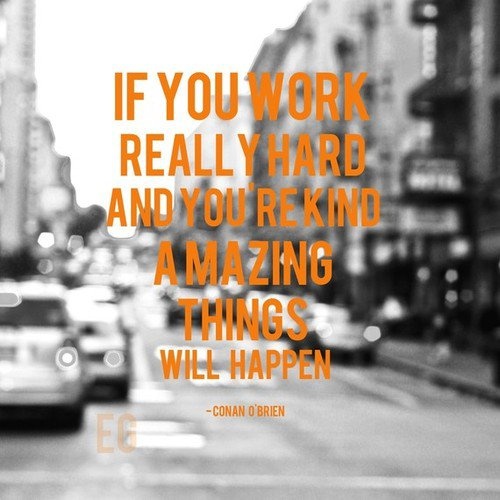 IF YOU WORK
REALLY HARD
AND YOU'RE KIND
AMAZING
THINGS
WILL HAPPEN
-CONAN O'BRIEN
EG